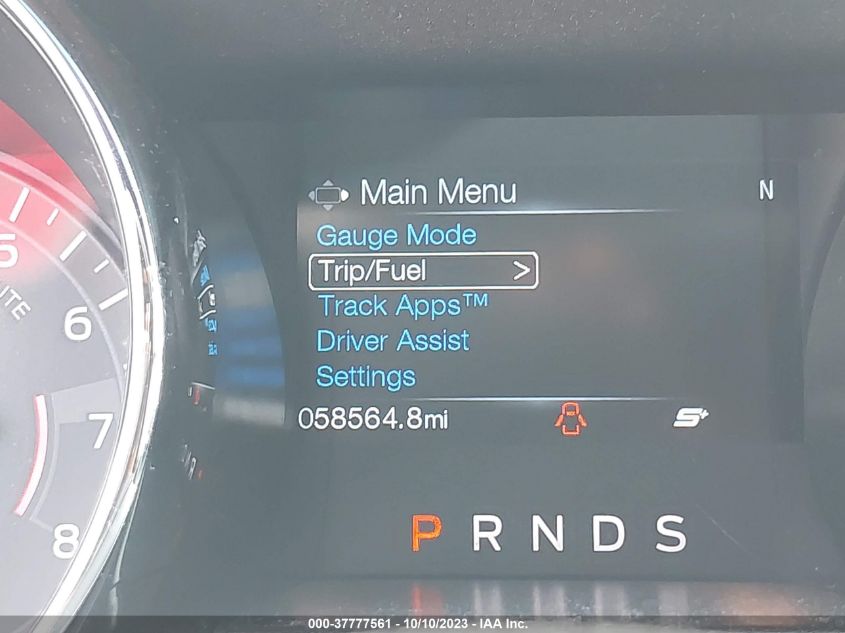 Main Menu
N
Gauge Mode
Trip/Fuel >
Track Apps™
Driver Assist
Settings
058564.8mi
S+
P R N D S
5
6
7
8
000-37777561 - 10/10/2023 - IAA Inc.